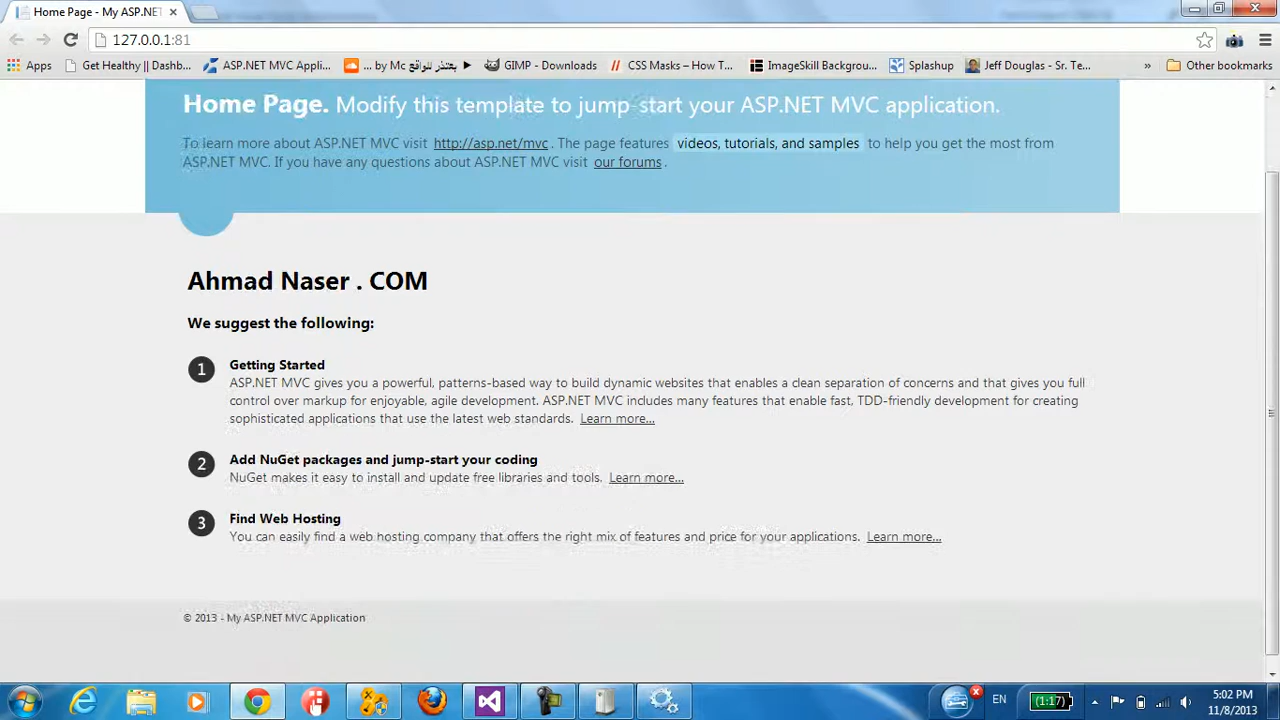 Home Page - My ASP.NET
127.0.0.1:81
Apps Get Healthy || Dashb... ASP.NET MVC Appli... بعتذر للواقع by Mc ... GIMP - Downloads CSS Masks – How T... ImageSkill Backgrou... Splashup Jeff Douglas - Sr. Te... » Other bookmarks
Home Page. Modify this template to jump-start your ASP.NET MVC application.
To learn more about ASP.NET MVC visit http://asp.net/mvc . The page features videos, tutorials, and samples to help you get the most from
ASP.NET MVC. If you have any questions about ASP.NET MVC visit our forums .
Ahmad Naser . COM
We suggest the following:
1 Getting Started
ASP.NET MVC gives you a powerful, patterns-based way to build dynamic websites that enables a clean separation of concerns and that gives you full
control over markup for enjoyable, agile development. ASP.NET MVC includes many features that enable fast, TDD-friendly development for creating
sophisticated applications that use the latest web standards. Learn more...
2 Add NuGet packages and jump-start your coding
NuGet makes it easy to install and update free libraries and tools. Learn more...
3 Find Web Hosting
You can easily find a web hosting company that offers the right mix of features and price for your applications. Learn more...
© 2013 - My ASP.NET MVC Application
EN (1:17) 5:02 PM
11/8/2013